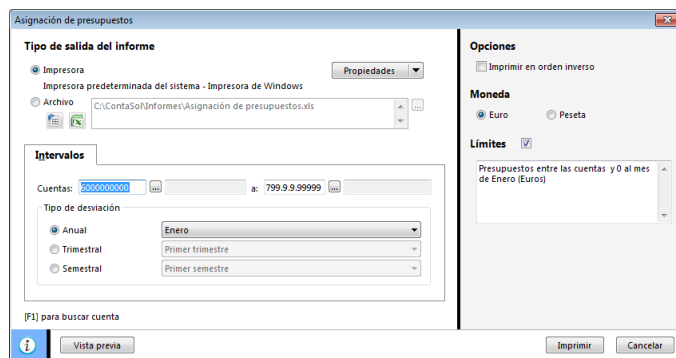 Asignación de presupuestos
Tipo de salida del informe
Impresora
Propiedades
Impresora predeterminada del sistema - Impresora de Windows
Archivo
C:\ContaSol\Informes\Asignación de presupuestos.xls
...
Intervalos
Cuentas: 6000000000 ... a: 799.9.9.99999 ...
Tipo de desviación
Anual Enero
Trimestral Primer trimestre
Semestral Primer semestre
[F1] para buscar cuenta
Opciones
Imprimir en orden inverso
Moneda
Euro Peseta
Límites
Presupuestos entre las cuentas y 0 al mes
de Enero (Euros)
i Vista previa Imprimir Cancelar